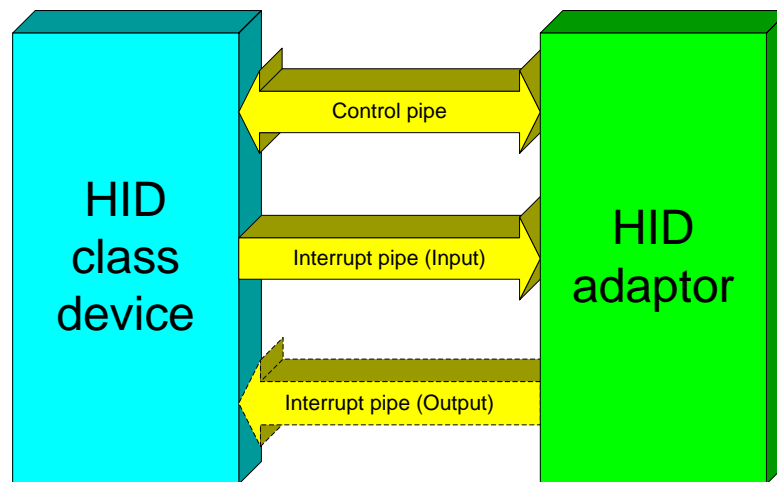 HID
class
device
Control pipe
Interrupt pipe (Input)
Interrupt pipe (Output)
HID
adaptor